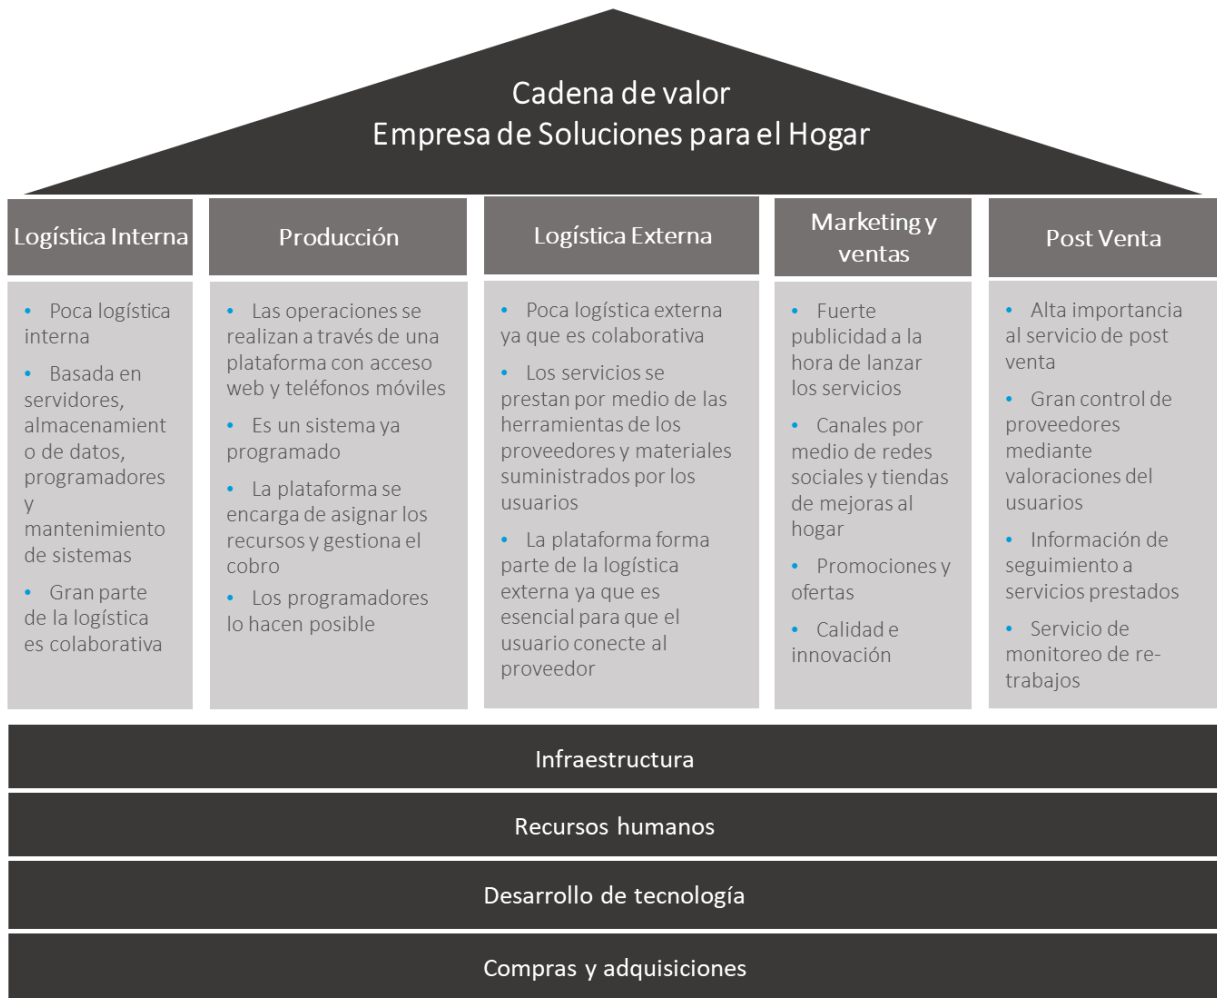 Cadena de valor
Empresa de Soluciones para el Hogar
Logística Interna
• Poca logística
interna
• Basada en
servidores,
almacenamient
o de datos,
programadores
y
mantenimiento
de sistemas
• Gran parte
de la logística
es colaborativa
Producción
• Las operaciones se
realizan a través de una
plataforma con acceso
web y teléfonos móviles
• Es un sistema ya
programado
• La plataforma se
encarga de asignar los
recursos y gestiona el
cobro
• Los programadores
lo hacen posible
Logística Externa
• Poca logística externa
ya que es colaborativa
• Los servicios se
prestan por medio de las
herramientas de los
proveedores y materiales
suministrados por los
usuarios
• La plataforma forma
parte de la logística
externa ya que es
esencial para que el
usuario conecte al
proveedor
Marketing y
ventas
• Fuerte
publicidad a la
hora de lanzar
los servicios
• Canales por
medio de redes
sociales y tiendas
de mejoras al
hogar
• Promociones y
ofertas
• Calidad e
innovación
Post Venta
• Alta importancia
al servicio de post
venta
• Gran control de
proveedores
mediante
valoraciones del
usuarios
• Información de
seguimiento a
servicios prestados
• Servicio de
monitoreo de re-
trabajos
Infraestructura
Recursos humanos
Desarrollo de tecnología
Compras y adquisiciones